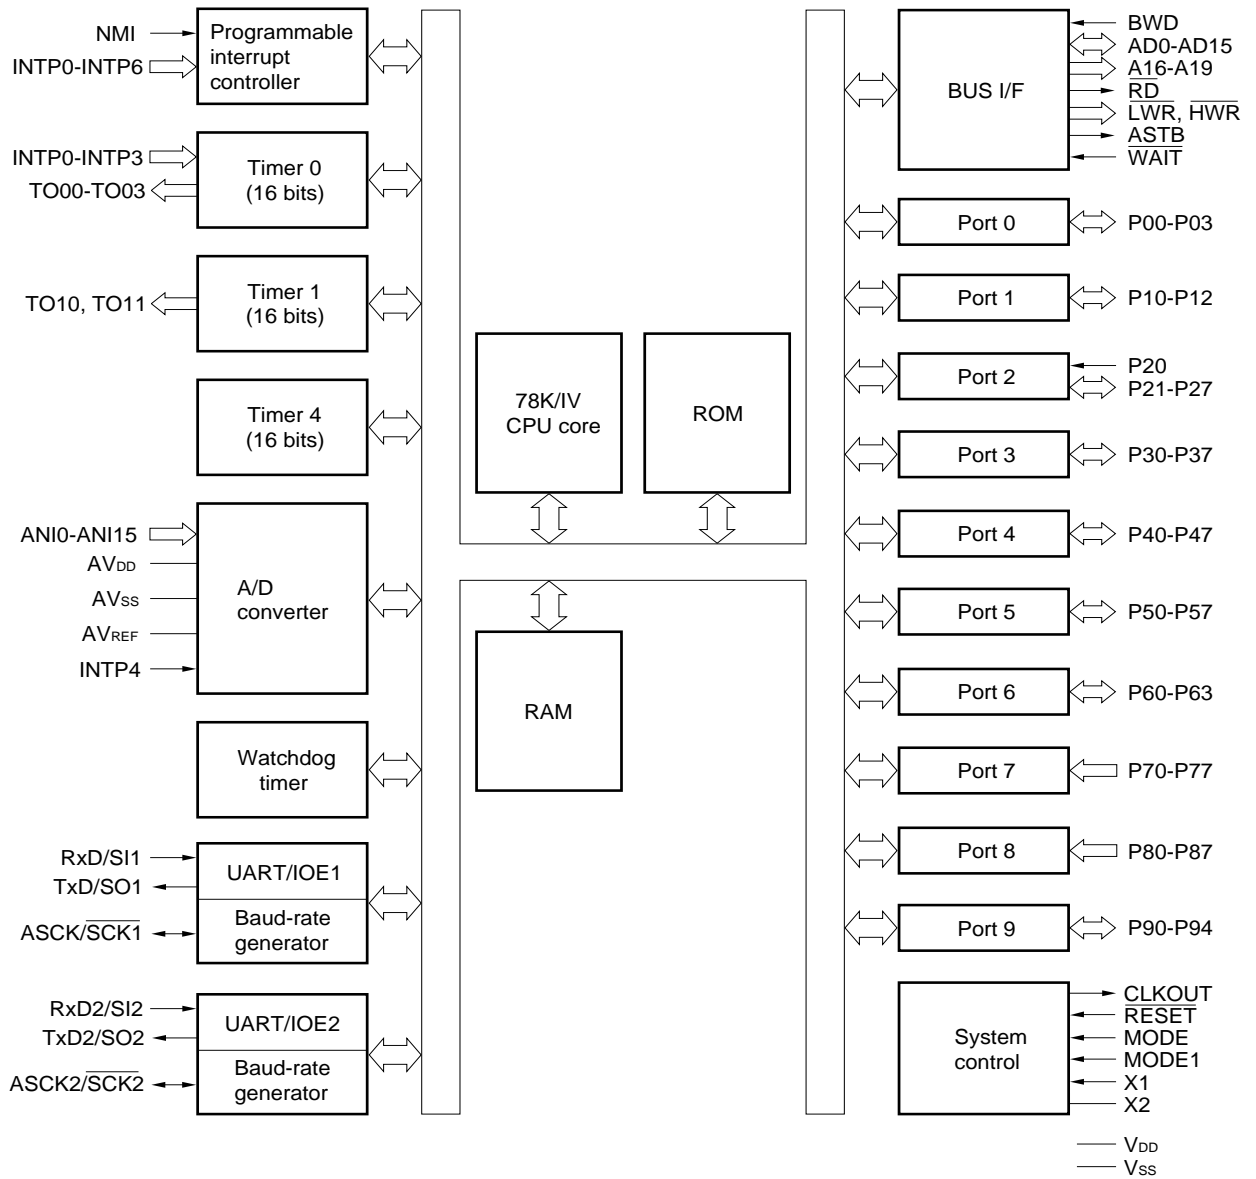 NMI
INTP0-INTP6
Programmable
interrupt
controller
INTP0-INTP3
TO00-TO03
Timer 0
(16 bits)
TO10, TO11
Timer 1
(16 bits)
Timer 4
(16 bits)
ANI0-ANI15
AVDD
AVSS
AVREF
INTP4
A/D
converter
Watchdog
timer
RxD/SI1
TxD/SO1
ASCK/SCK1
UART/IOE1
Baud-rate
generator
RxD2/SI2
TxD2/SO2
ASCK2/SCK2
UART/IOE2
Baud-rate
generator
78K/IV
CPU core
ROM
RAM
BUS I/F
BWD
AD0-AD15
A16-A19
RD
LWR, HWR
ASTB
WAIT
Port 0
P00-P03
Port 1
P10-P12
Port 2
P20
P21-P27
Port 3
P30-P37
Port 4
P40-P47
Port 5
P50-P57
Port 6
P60-P63
Port 7
P70-P77
Port 8
P80-P87
Port 9
P90-P94
System
control
CLKOUT
RESET
MODE
MODE1
X1
X2
VDD
VSS